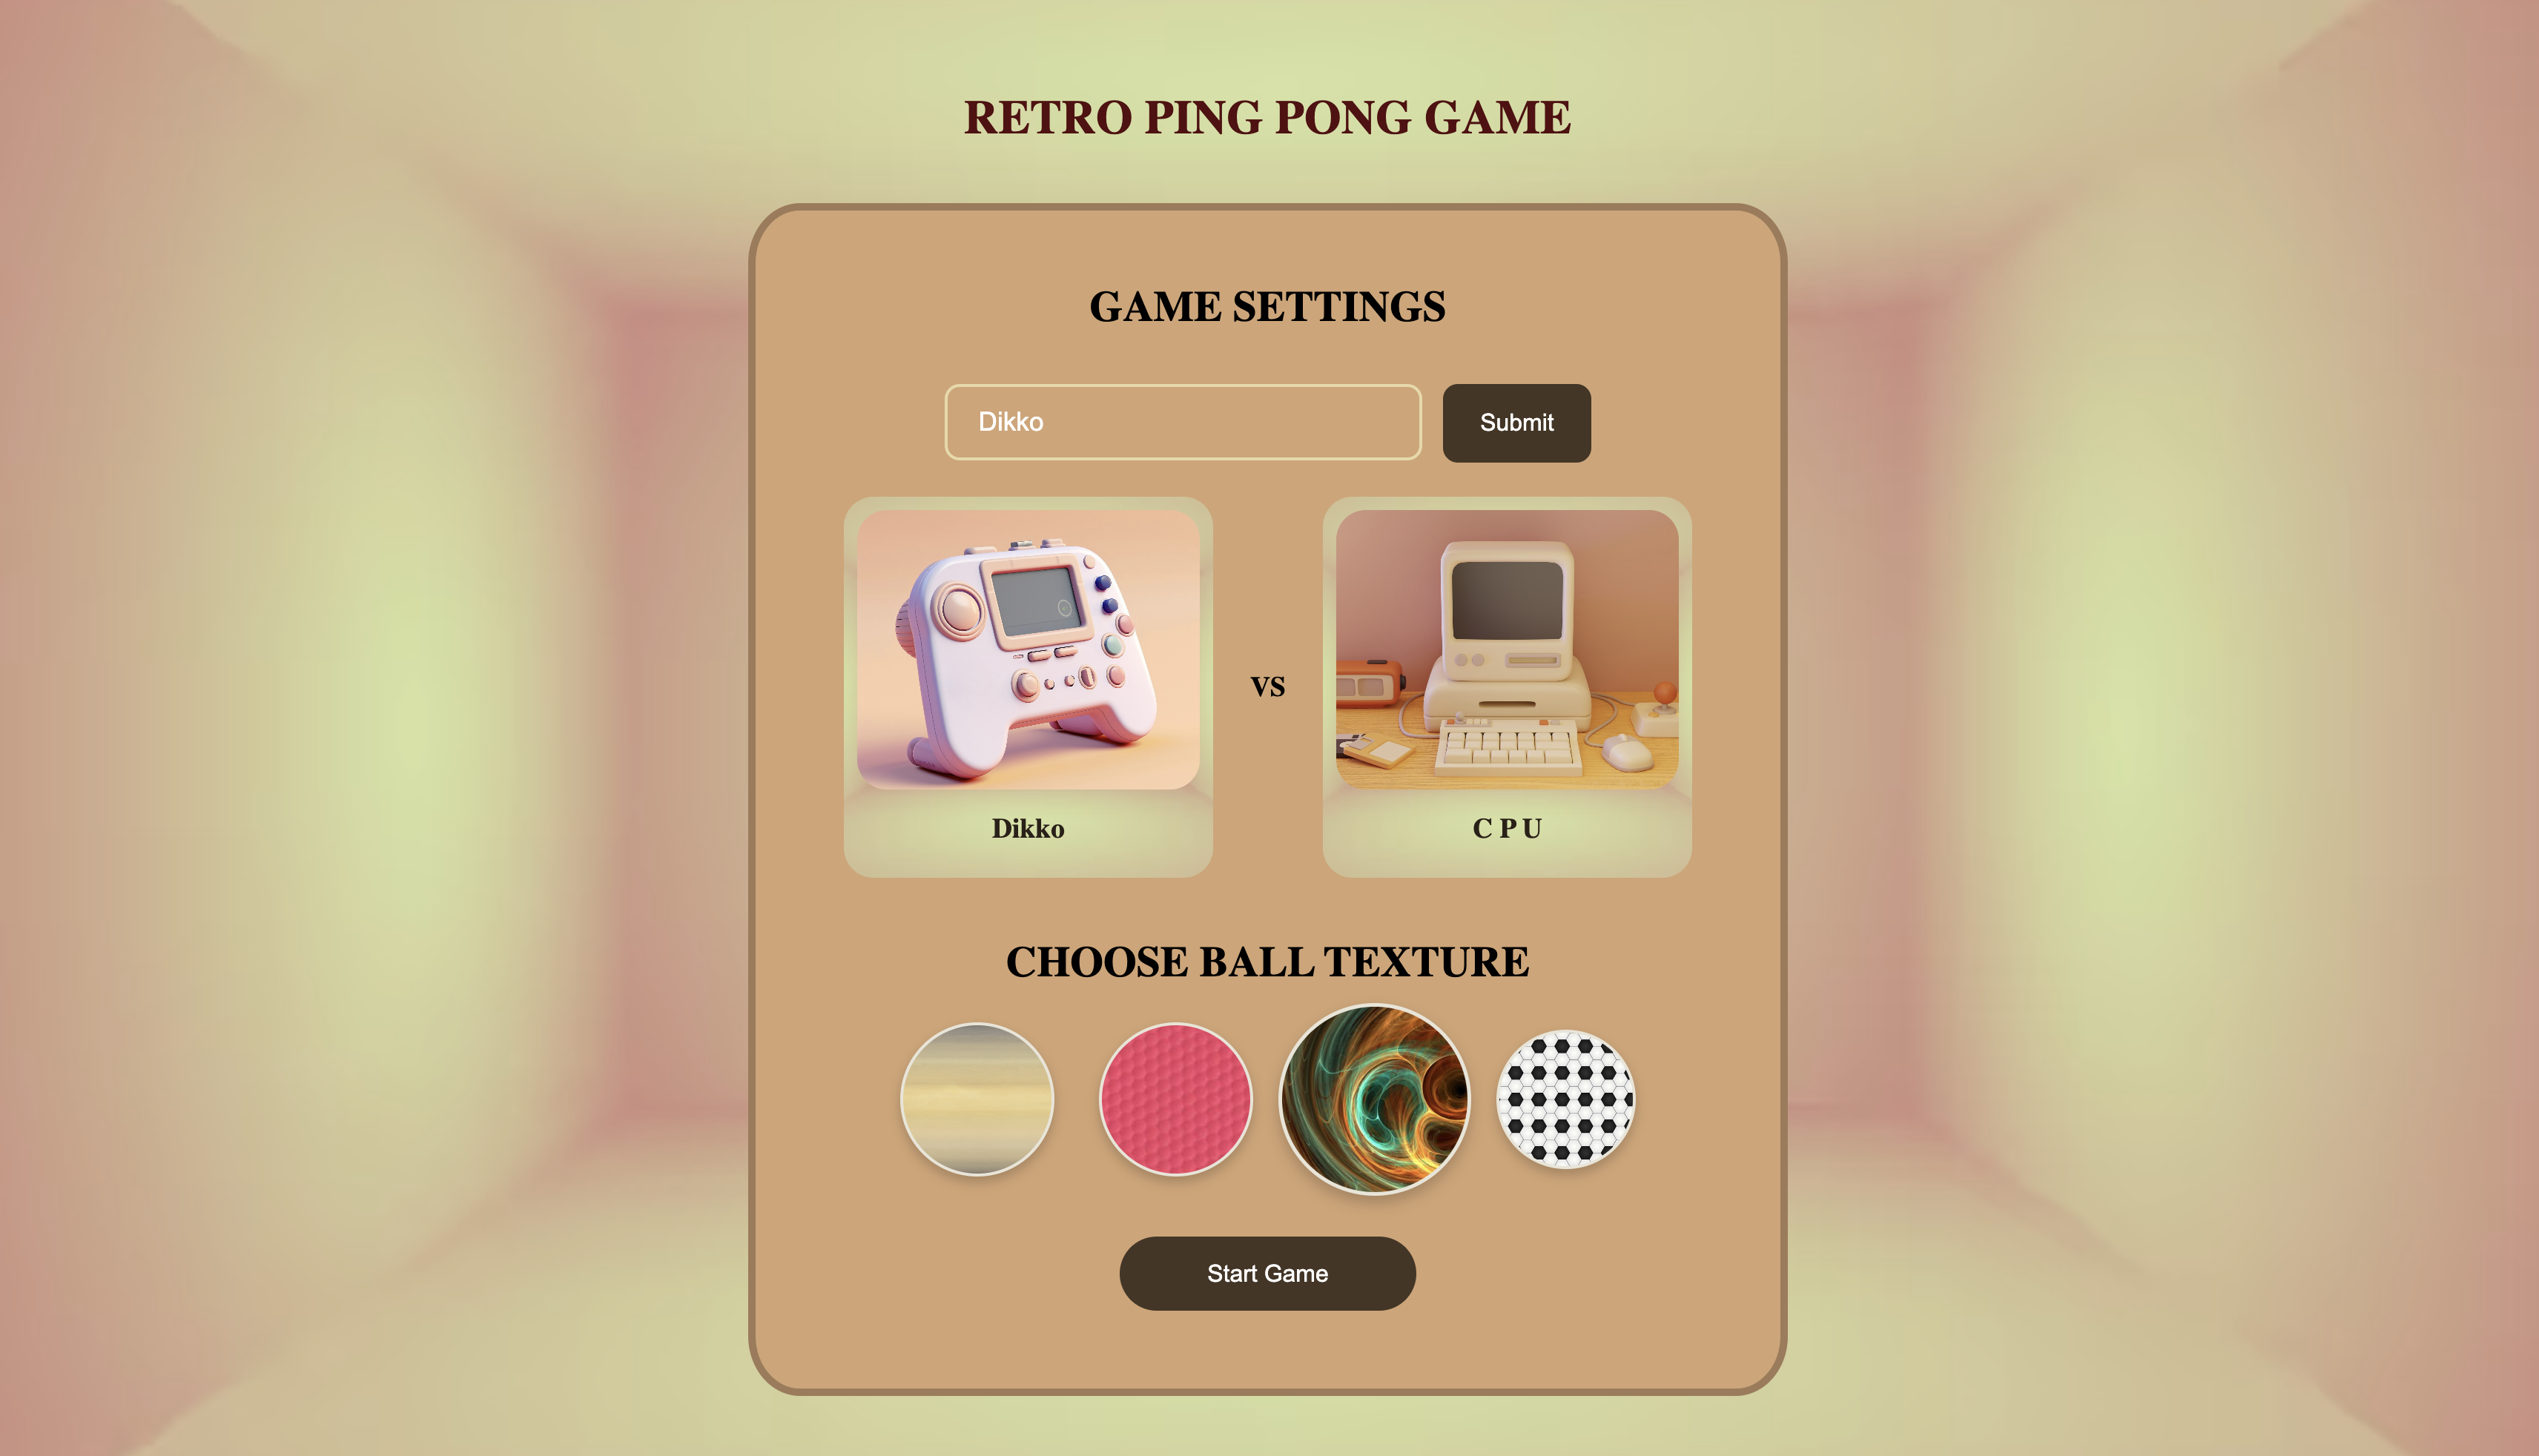 RETRO PING PONG GAME
GAME SETTINGS
Dikko
Submit
VS
Dikko
C P U
CHOOSE BALL TEXTURE
Start Game